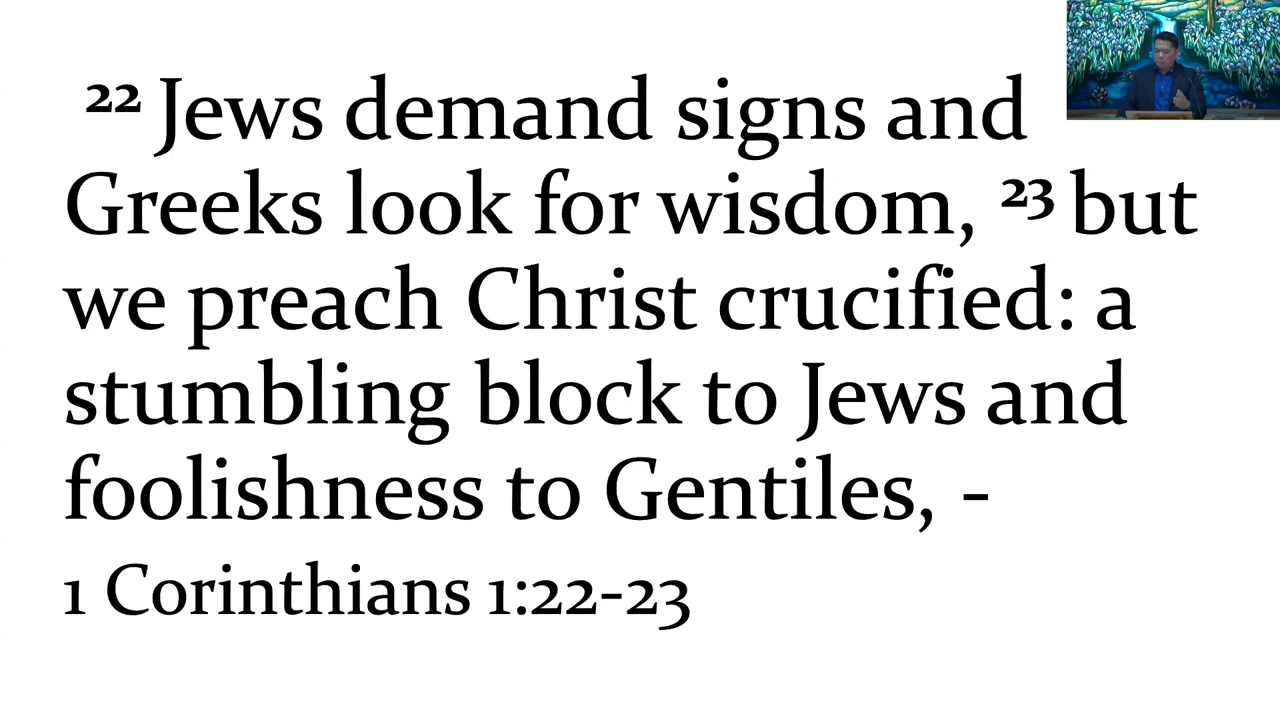 22 Jews demand signs and
Greeks look for wisdom, 23 but
we preach Christ crucified: a
stumbling block to Jews and
foolishness to Gentiles, -
1 Corinthians 1:22-23